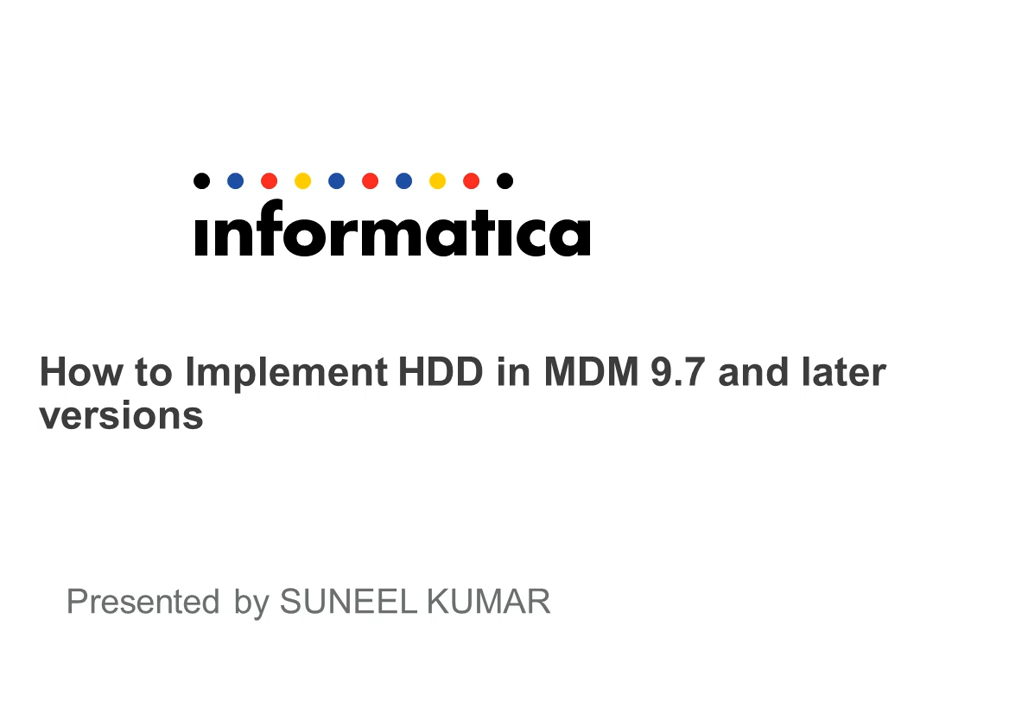 informatica
How to Implement HDD in MDM 9.7 and later
versions
Presented by SUNEEL KUMAR